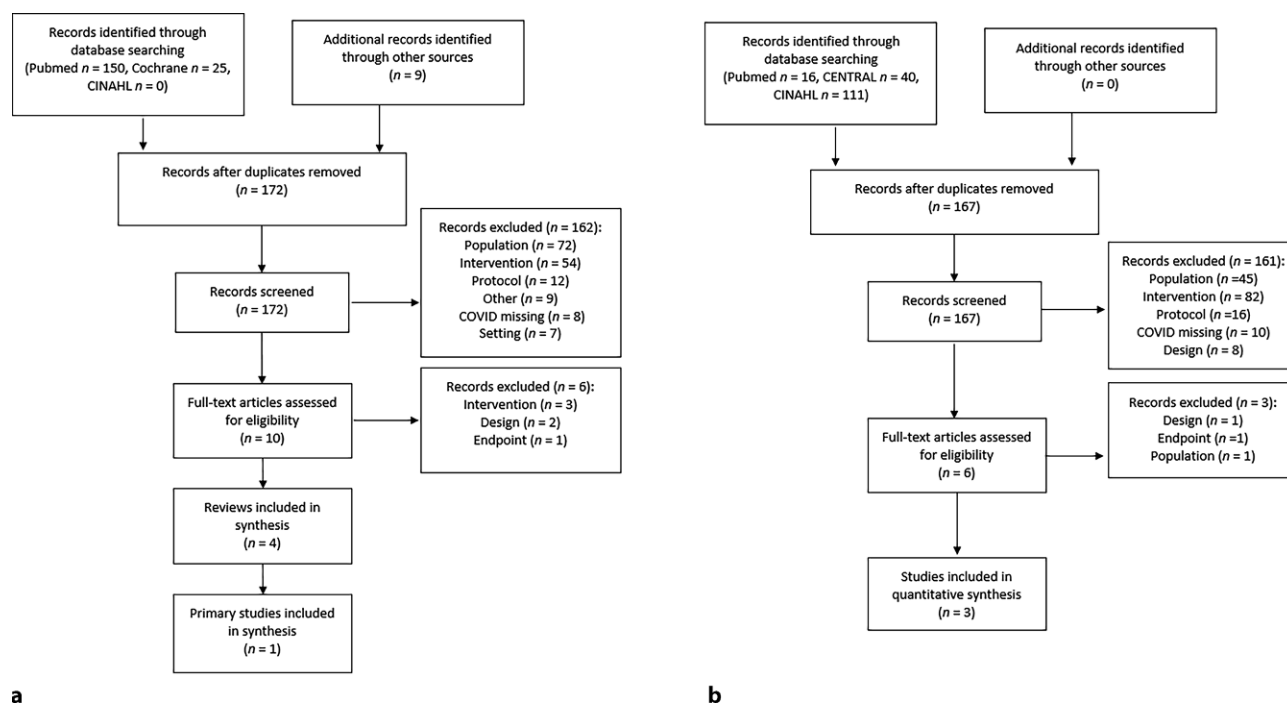 Records identified through
database searching
(Pubmed n = 150, Cochrane n = 25,
CINAHL n = 0)
Additional records identified
through other sources
(n = 9)
Records after duplicates removed
(n = 172)
Records screened
(n = 172)
Records excluded (n = 162):
Population (n = 72)
Intervention (n = 54)
Protocol (n = 12)
Other (n = 9)
COVID missing (n = 8)
Setting (n = 7)
Full-text articles assessed
for eligibility
(n = 10)
Records excluded (n = 6):
Intervention (n = 3)
Design (n = 2)
Endpoint (n = 1)
Reviews included in
synthesis
(n = 4)
Primary studies included
in synthesis
(n = 1)
a
Records identified through
database searching
(Pubmed n = 16, CENTRAL n = 40,
CINAHL n = 111)
Additional records identified
through other sources
(n = 0)
Records after duplicates removed
(n = 167)
Records screened
(n = 167)
Records excluded (n = 161):
Population (n =45)
Intervention (n = 82)
Protocol (n =16)
COVID missing (n = 10)
Design (n = 8)
Full-text articles assessed for
eligibility
(n = 6)
Records excluded (n = 3):
Design (n = 1)
Endpoint (n =1)
Population (n = 1)
Studies included in
quantitative synthesis
(n = 3)
b